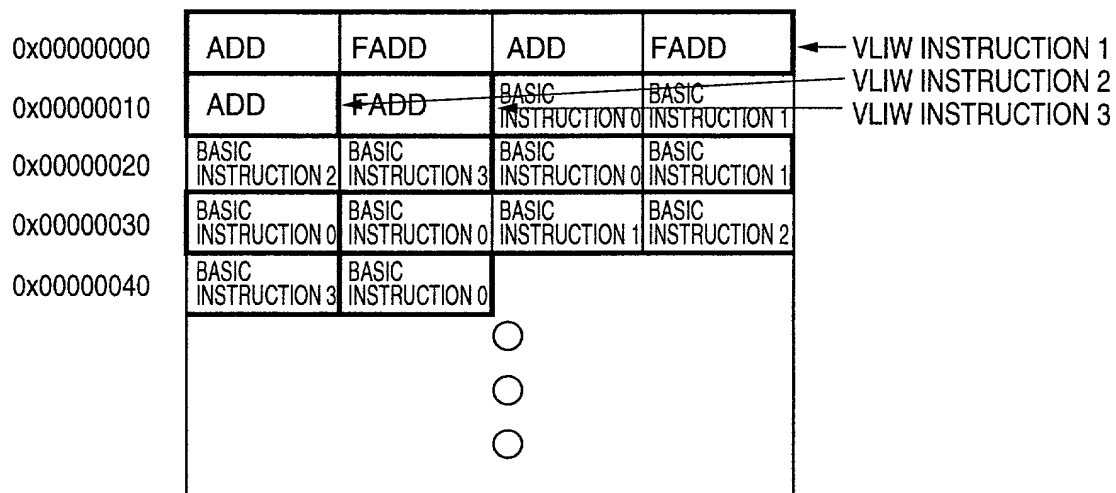 0x00000000 ADD FADD ADD FADD VLIW INSTRUCTION 1
VLIW INSTRUCTION 2
0x00000010 ADD FADD BASIC INSTRUCTION 0 BASIC INSTRUCTION 1 VLIW INSTRUCTION 3
0x00000020 BASIC INSTRUCTION 2 BASIC INSTRUCTION 3 BASIC INSTRUCTION 0 BASIC INSTRUCTION 1
0x00000030 BASIC INSTRUCTION 0 BASIC INSTRUCTION 0 BASIC INSTRUCTION 1 BASIC INSTRUCTION 2
0x00000040 BASIC INSTRUCTION 3 BASIC INSTRUCTION 0